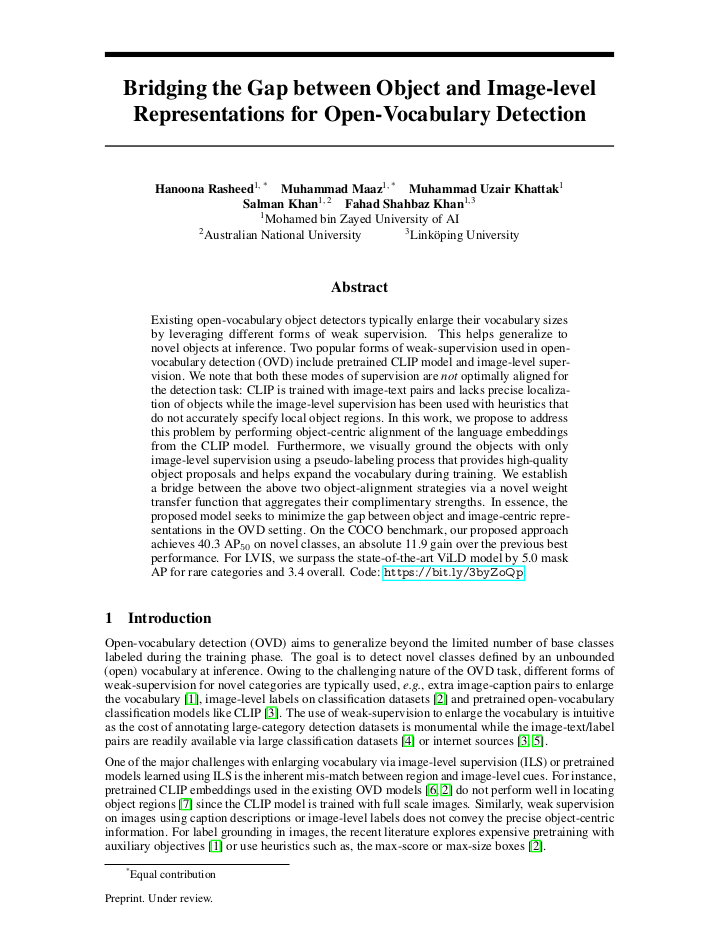 Bridging the Gap between Object and Image-level
Representations for Open-Vocabulary Detection
Hanoona Rasheed1, * Muhammad Maaz1, * Muhammad Uzair Khattak1
Salman Khan1, 2 Fahad Shahbaz Khan1,3
1Mohamed bin Zayed University of AI
2Australian National University 3Linköping University
Abstract
Existing open-vocabulary object detectors typically enlarge their vocabulary sizes
by leveraging different forms of weak supervision. This helps generalize to
novel objects at inference. Two popular forms of weak-supervision used in open-
vocabulary detection (OVD) include pretrained CLIP model and image-level super-
vision. We note that both these modes of supervision are not optimally aligned for
the detection task: CLIP is trained with image-text pairs and lacks precise localiza-
tion of objects while the image-level supervision has been used with heuristics that
do not accurately specify local object regions. In this work, we propose to address
this problem by performing object-centric alignment of the language embeddings
from the CLIP model. Furthermore, we visually ground the objects with only
image-level supervision using a pseudo-labeling process that provides high-quality
object proposals and helps expand the vocabulary during training. We establish
a bridge between the above two object-alignment strategies via a novel weight
transfer function that aggregates their complimentary strengths. In essence, the
proposed model seeks to minimize the gap between object and image-centric repre-
sentations in the OVD setting. On the COCO benchmark, our proposed approach
achieves 40.3 AP50 on novel classes, an absolute 11.9 gain over the previous best
performance. For LVIS, we surpass the state-of-the-art ViLD model by 5.0 mask
AP for rare categories and 3.4 overall. Code: https://bit.ly/3byZoQp
1 Introduction
Open-vocabulary detection (OVD) aims to generalize beyond the limited number of base classes
labeled during the training phase. The goal is to detect novel classes defined by an unbounded
(open) vocabulary at inference. Owing to the challenging nature of the OVD task, different forms of
weak-supervision for novel categories are typically used, e.g., extra image-caption pairs to enlarge
the vocabulary [1], image-level labels on classification datasets [2] and pretrained open-vocabulary
classification models like CLIP [3]. The use of weak-supervision to enlarge the vocabulary is intuitive
as the cost of annotating large-category detection datasets is monumental while the image-text/label
pairs are readily available via large classification datasets [4] or internet sources [3, 5].
One of the major challenges with enlarging vocabulary via image-level supervision (ILS) or pretrained
models learned using ILS is the inherent mis-match between region and image-level cues. For instance,
pretrained CLIP embeddings used in the existing OVD models [6, 2] do not perform well in locating
object regions [7] since the CLIP model is trained with full scale images. Similarly, weak supervision
on images using caption descriptions or image-level labels does not convey the precise object-centric
information. For label grounding in images, the recent literature explores expensive pretraining with
auxiliary objectives [1] or use heuristics such as, the max-score or max-size boxes [2].
*Equal contribution
Preprint. Under review.